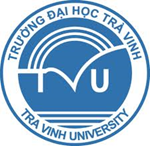 TRƯỜNG ĐẠI HỌC TRÀ VINH
TVU
TRA VINH UNIVERSITY